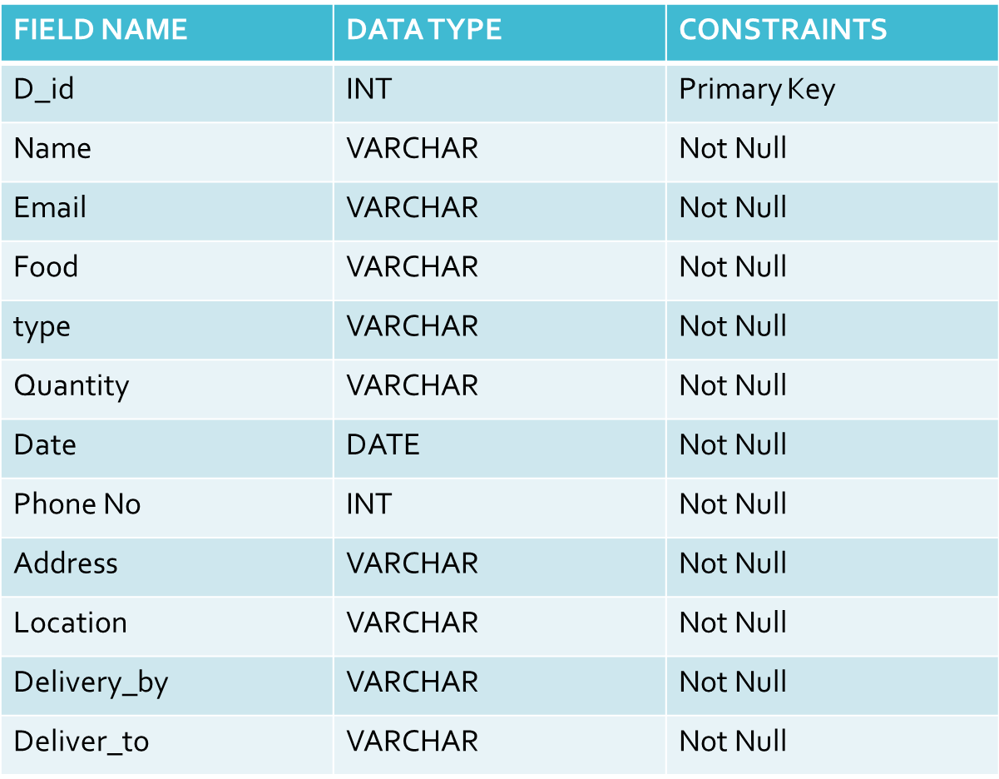 FIELD NAME DATA TYPE CONSTRAINTS
D_id INT Primary Key
Name VARCHAR Not Null
Email VARCHAR Not Null
Food VARCHAR Not Null
type VARCHAR Not Null
Quantity VARCHAR Not Null
Date DATE Not Null
Phone No INT Not Null
Address VARCHAR Not Null
Location VARCHAR Not Null
Delivery_by VARCHAR Not Null
Deliver_to VARCHAR Not Null